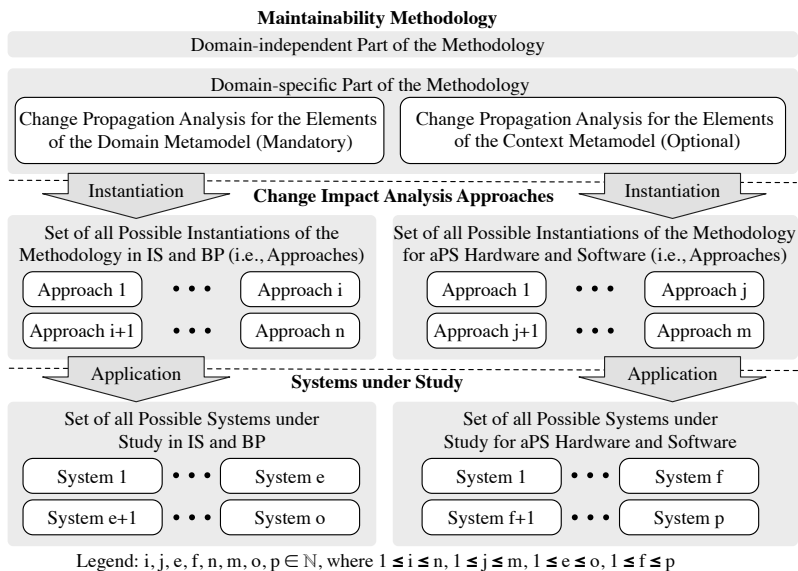 Maintainability Methodology
Domain-independent Part of the Methodology
Domain-specific Part of the Methodology
Change Propagation Analysis for the Elements
of the Domain Metamodel (Mandatory)
Change Propagation Analysis for the Elements
of the Context Metamodel (Optional)
Instantiation
Change Impact Analysis Approaches
Instantiation
Set of all Possible Instantiations of the
Methodology in IS and BP (i.e., Approaches)
Approach 1 • • • Approach i
Approach i+1 • • • Approach n
Set of all Possible Instantiations of the Methodology
for aPS Hardware and Software (i.e., Approaches)
Approach 1 • • • Approach j
Approach j+1 • • • Approach m
Application
Systems under Study
Application
Set of all Possible Systems under
Study in IS and BP
System 1 • • • System e
System e+1 • • • System o
Set of all Possible Systems under
Study for aPS Hardware and Software
System 1 • • • System f
System f+1 • • • System p
Legend: i, j, e, f, n, m, o, p ∈ ℕ, where 1 ≤ i ≤ n, 1 ≤ j ≤ m, 1 ≤ e ≤ o, 1 ≤ f ≤ p